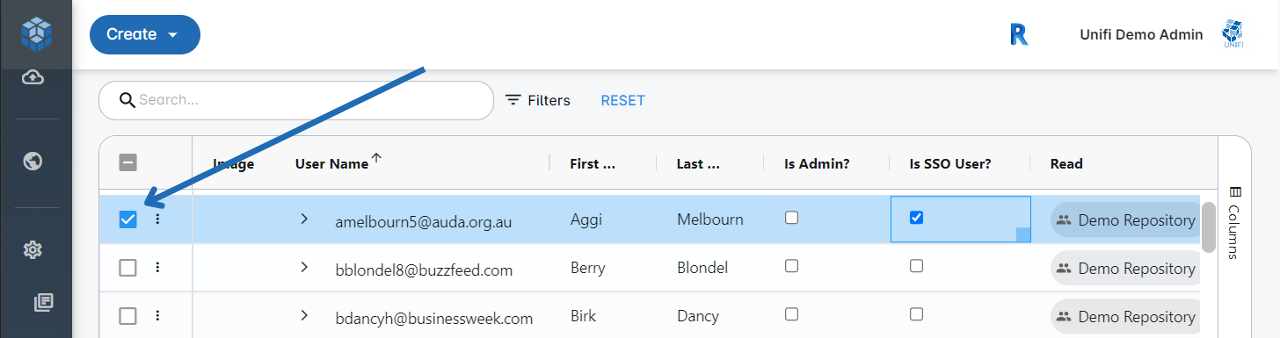 Create
R
Unifi Demo Admin
UNIFI
Search...
Filters
RESET
Image
User Name
First ...
Last ...
Is Admin?
Is SSO User?
Read
Columns
amelbourn5@auda.org.au
Aggi
Melbourn
Demo Repository
bblondel8@buzzfeed.com
Berry
Blondel
Demo Repository
bdancyh@businessweek.com
Birk
Dancy
Demo Repository